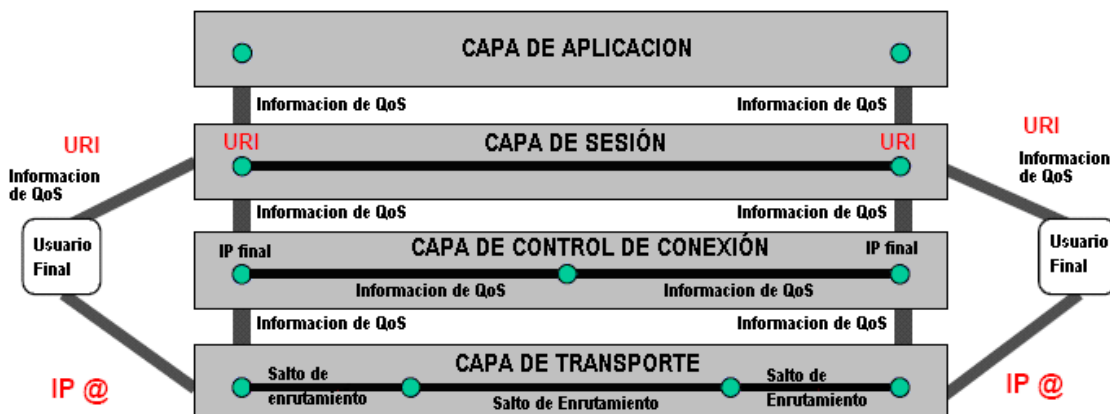 CAPA DE APLICACION
Informacion de QoS
Informacion de QoS
URI
URI
CAPA DE SESIÓN
URI
URI
Informacion
de QoS
Informacion
de QoS
Informacion de QoS
Informacion de QoS
Usuario
Final
Usuario
Final
IP final
CAPA DE CONTROL DE CONEXIÓN
IP final
Informacion de QoS
Informacion de QoS
Informacion de QoS
Informacion de QoS
CAPA DE TRANSPORTE
IP @
Salto de
enrutamiento
Salto de Enrutamiento
Salto de
Enrutamiento
IP @